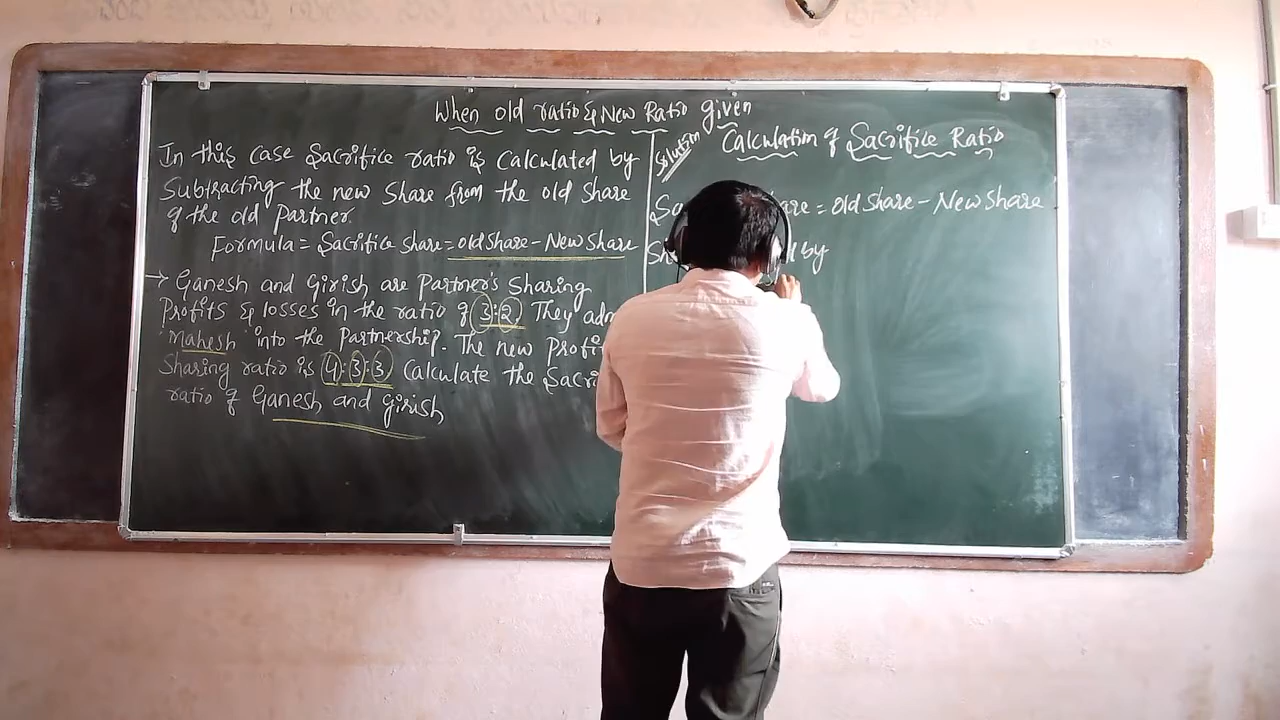 When old ratio & New Ratio given
In this case Sacrifice ratio is Calculated by
Subtracting the new Share from the old Share
of the old Partner
Formula = Sacrifice Share = old Share - New Share
→ Ganesh and Girish are Partner's Sharing
Profits & losses in the ratio of 3:2 They
Mahesh into the Partnership. The new
Sharing ratio is 4:3:3 Calculate the
ratio of Ganesh and Girish
Solution
Calculation of Sacrifice Ratio
= old Share - New Share
by